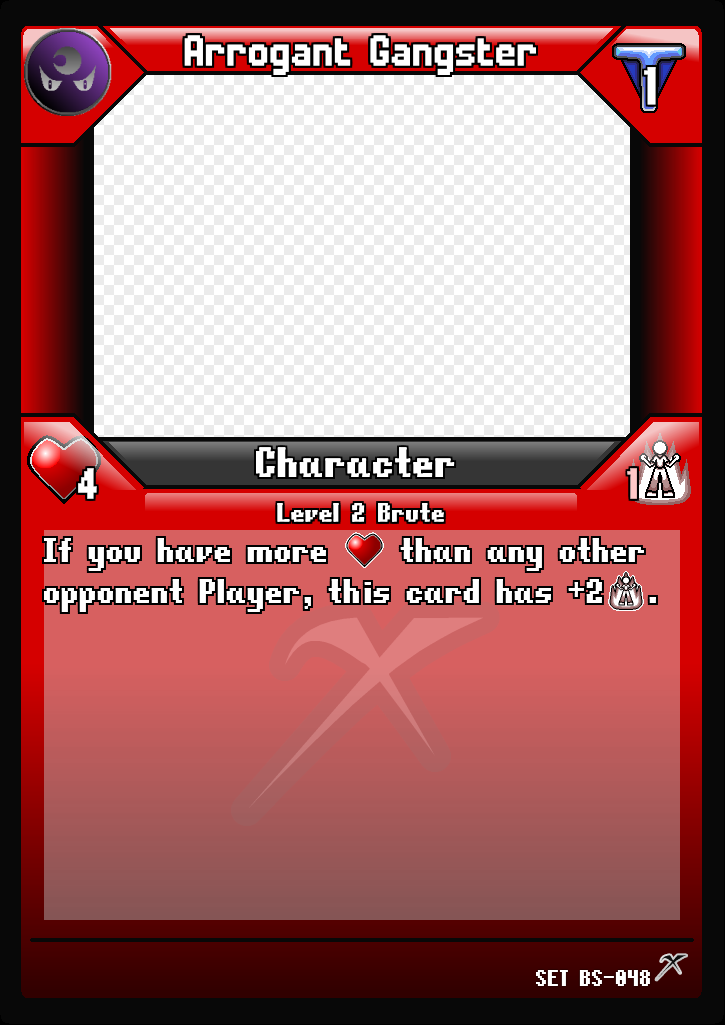 Arrogant Gangster
1
4
Character
1
Level 2 Brute
If you have more than any other
opponent Player, this card has +2 .
SET BS-048